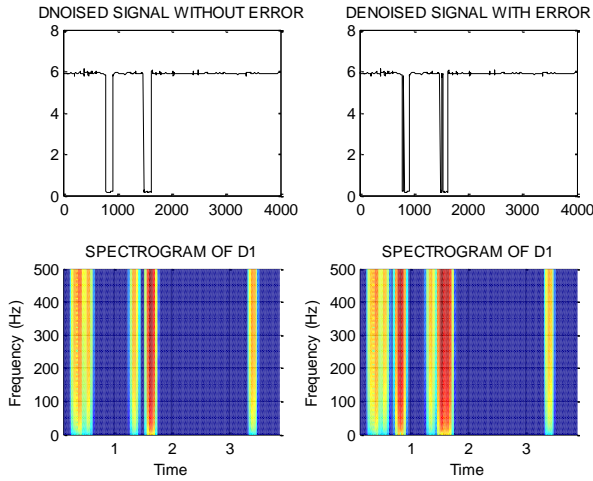 DNOISED SIGNAL WITHOUT ERROR
8
6
4
2
0
0 1000 2000 3000 4000
DENOISED SIGNAL WITH ERROR
8
6
4
2
0
0 1000 2000 3000 4000
SPECTROGRAM OF D1
Frequency (Hz)
500
400
300
200
100
0
1 2 3
Time
SPECTROGRAM OF D1
Frequency (Hz)
500
400
300
200
100
0
1 2 3
Time